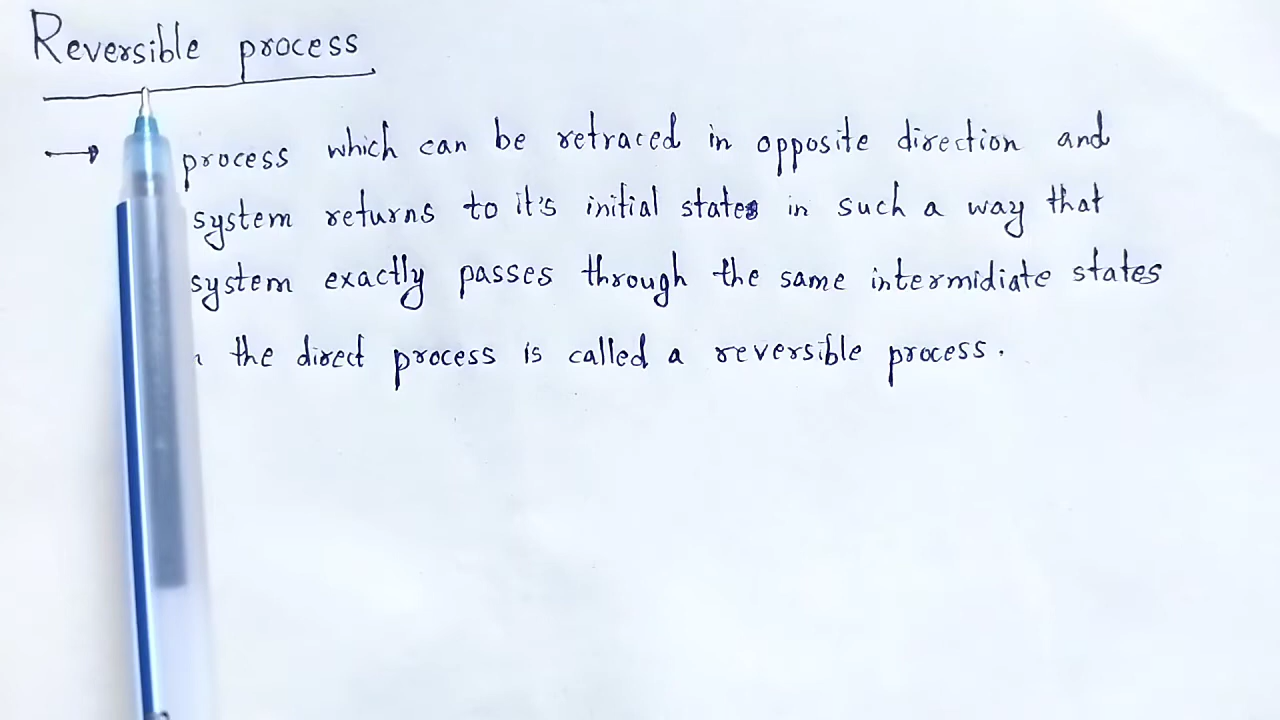 Reversible process
→ process which can be retraced in opposite direction and
system returns to it's initial states in such a way that
system exactly passes through the same intermidiate states
the direct process is called a reversible process.